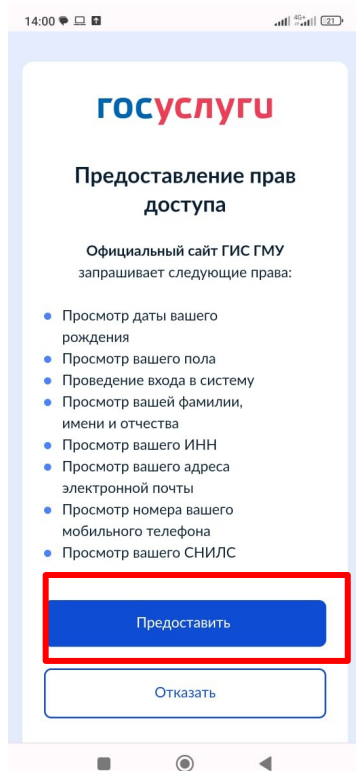 14:00
4G+
21
госуслуги
Предоставление прав
доступа
Официальный сайт ГИС ГМУ
запрашивает следующие права:
Просмотр даты вашего
рождения
Просмотр вашего пола
Проведение входа в систему
Просмотр вашей фамилии,
имени и отчества
Просмотр вашего ИНН
Просмотр вашего адреса
электронной почты
Просмотр номера вашего
мобильного телефона
Просмотр вашего СНИЛС
Предоставить
Отказать